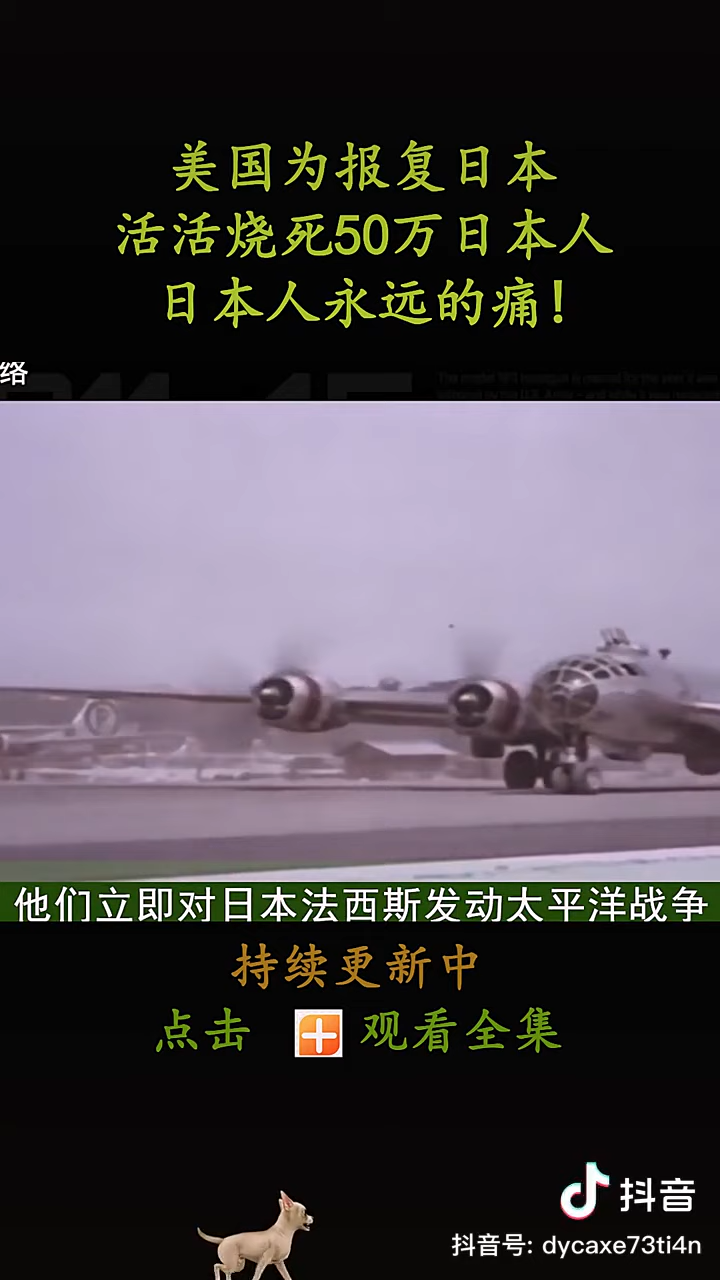 美国为报复日本
活活烧死50万日本人
日本人永远的痛!
络
他们立即对日本法西斯发动太平洋战争
持续更新中
点击 观看全集
抖音
抖音号: dycaxe73ti4n